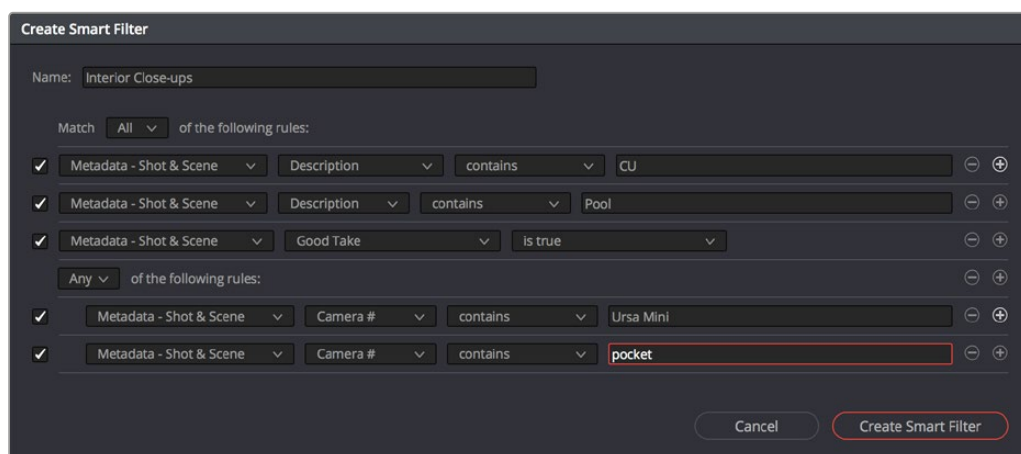 Create Smart Filter
Name: Interior Close-ups
Match All of the following rules:
Metadata - Shot & Scene Description contains CU
Metadata - Shot & Scene Description contains Pool
Metadata - Shot & Scene Good Take is true
Any of the following rules:
Metadata - Shot & Scene Camera # contains Ursa Mini
Metadata - Shot & Scene Camera # contains pocket
Cancel Create Smart Filter